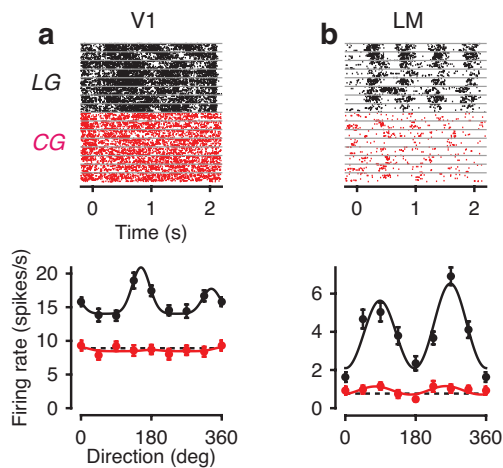 a V1
b LM
LG
CG
0 1 2
0 1 2
Time (s)
Firing rate (spikes/s)
20
15
10
5
0
6
4
2
0
0 180 360
0 180 360
Direction (deg)